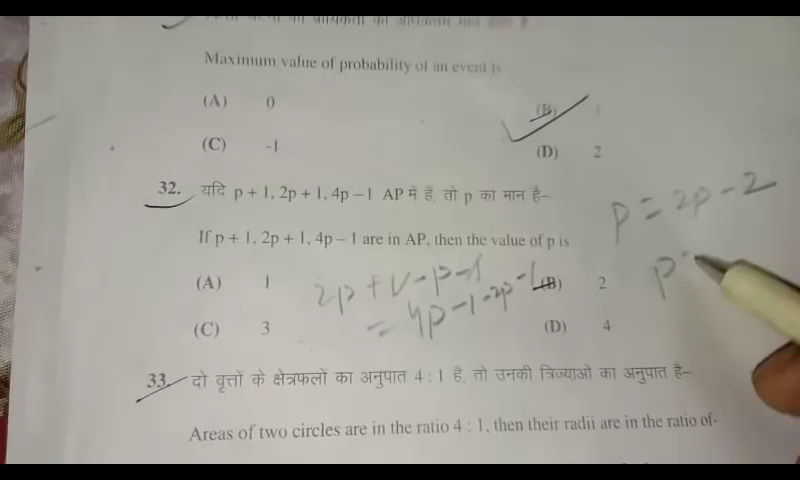 की प्रायिकता का अधिकतम मान होता है
Maximum value of probability of an event is
(A) 0 (B) 1
(C) -1 (D) 2
32. यदि p + 1, 2p + 1, 4p – 1 AP में हैं, तो p का मान है–
If p + 1, 2p + 1, 4p – 1 are in AP, then the value of p is
(A) 1 (B) 2
(C) 3 (D) 4
2p + 1 - p - 1
= 4p - 1 - 2p - 1
p = 2p - 2
p
33. दो वृत्तों के क्षेत्रफलों का अनुपात 4 : 1 है, तो उनकी त्रिज्याओं का अनुपात है–
Areas of two circles are in the ratio 4 : 1, then their radii are in the ratio of-